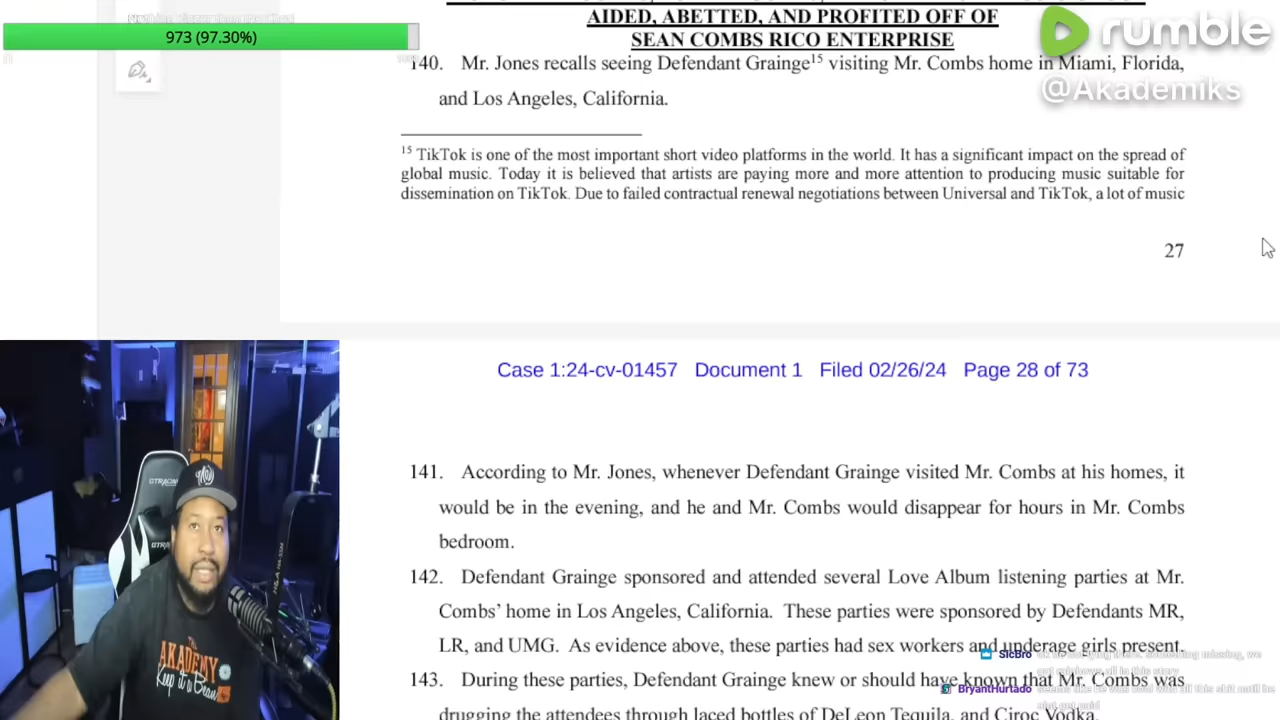 973 (97.30%)
AIDED, ABETTED, AND PROFITED OFF OF
SEAN COMBS RICO ENTERPRISE
rumble
@Akademiks
140. Mr. Jones recalls seeing Defendant Grainge15 visiting Mr. Combs home in Miami, Florida,
and Los Angeles, California.
15 TikTok is one of the most important short video platforms in the world. It has a significant impact on the spread of
global music. Today it is believed that artists are paying more and more attention to producing music suitable for
dissemination on TikTok. Due to failed contractual renewal negotiations between Universal and TikTok, a lot of music
27
Case 1:24-cv-01457 Document 1 Filed 02/26/24 Page 28 of 73
141. According to Mr. Jones, whenever Defendant Grainge visited Mr. Combs at his homes, it
would be in the evening, and he and Mr. Combs would disappear for hours in Mr. Combs
bedroom.
142. Defendant Grainge sponsored and attended several Love Album listening parties at Mr.
Combs' home in Los Angeles, California. These parties were sponsored by Defendants MR,
LR, and UMG. As evidence above, these parties had sex workers and underage girls present.
SicBro
143. During these parties, Defendant Grainge knew or should have known that Mr. Combs was
BryantHurtado
drugging the attendees through laced bottles of DeLeon Tequila, and Ciroc Vodka.
GTRACING
GTR
The
AKADEMY
Keep it a Bean